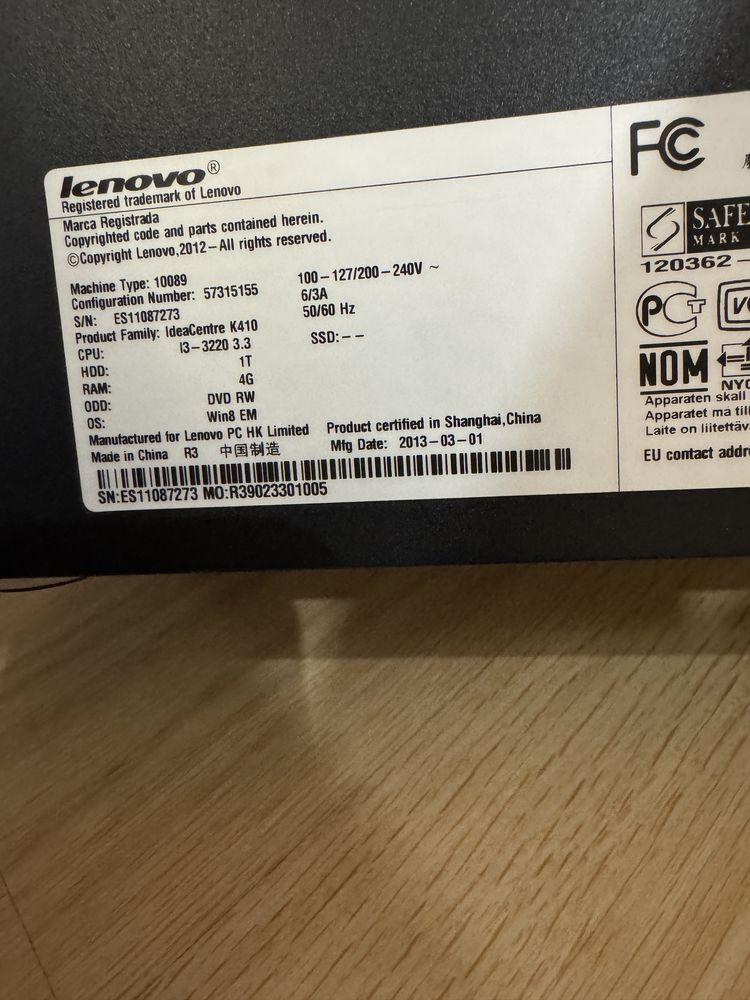 lenovo®
Registered trademark of Lenovo
Marca Registrada
Copyrighted code and parts contained herein.
©Copyright Lenovo,2012-All rights reserved.
Machine Type: 10089
Configuration Number: 57315155
S/N: ES11087273
Product Family: IdeaCentre K410
CPU: I3-3220 3.3
HDD: 1T
RAM: 4G
ODD: DVD RW
OS: Win8 EM
100-127/200-240V ~
6/3A
50/60 Hz
SSD: --
Manufactured for Lenovo PC HK Limited
Made in China R3 中国制造
Product certified in Shanghai,China
Mfg Date: 2013-03-01
SN:ES11087273 MO:R39023301005
FC
SAFE
MARK
120362-
NOM
NYC
Apparaten skall
Apparatet må til
Laite on liitettäv
EU contact addr